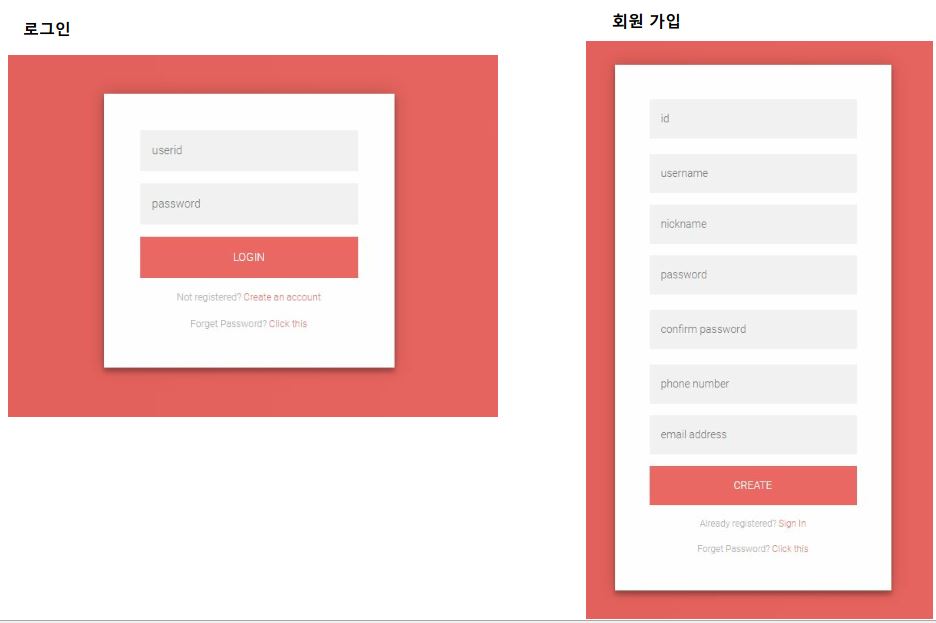 로그인
userid
password
LOGIN
Not registered? Create an account
Forget Password? Click this
회원 가입
id
username
nickname
password
confirm password
phone number
email address
CREATE
Already registered? Sign In
Forget Password? Click this